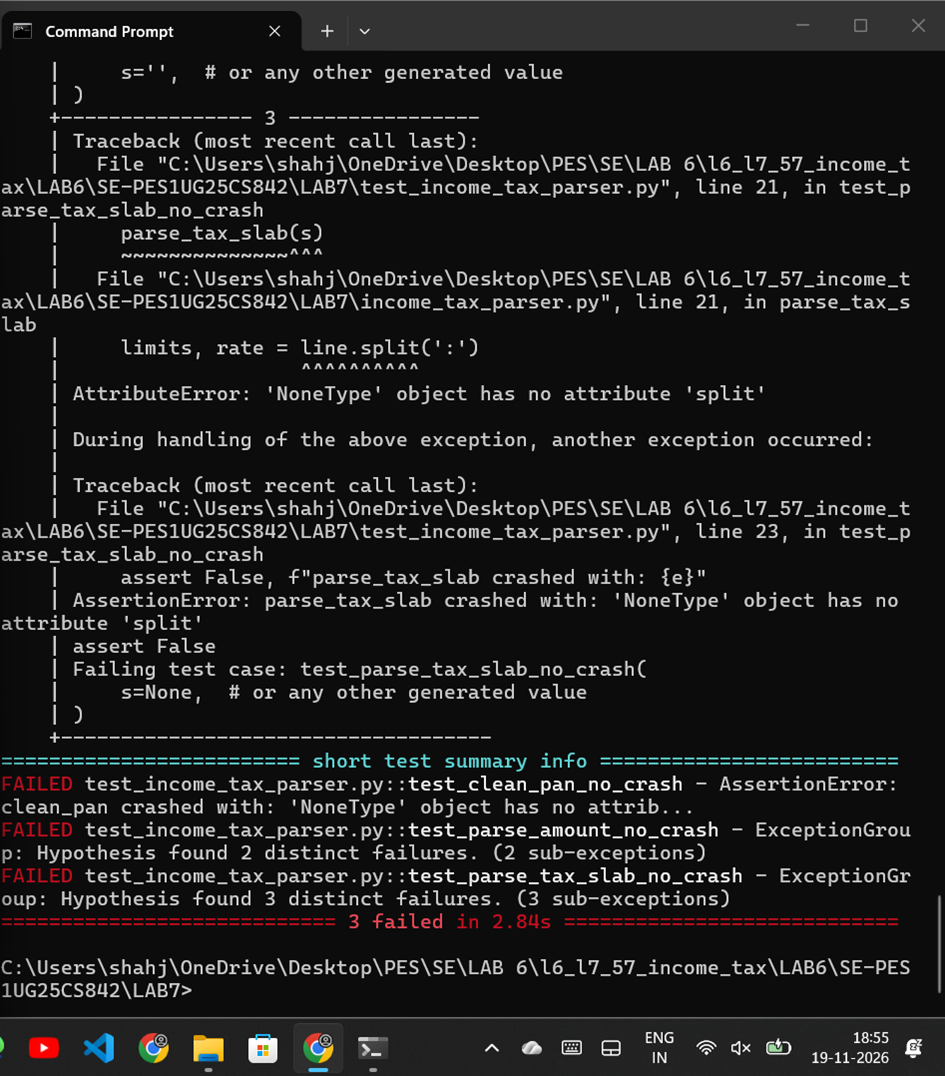 Command Prompt
|     s='',  # or any other generated value
| )
+---------------- 3 ----------------
| Traceback (most recent call last):
|   File "C:\Users\shahj\OneDrive\Desktop\PES\SE\LAB 6\l6_l7_57_income_t
ax\LAB6\SE-PES1UG25CS842\LAB7\test_income_tax_parser.py", line 21, in test_p
arse_tax_slab_no_crash
|     parse_tax_slab(s)
|     ~~~~~~~~~~~~~~^^^
|   File "C:\Users\shahj\OneDrive\Desktop\PES\SE\LAB 6\l6_l7_57_income_t
ax\LAB6\SE-PES1UG25CS842\LAB7\income_tax_parser.py", line 21, in parse_tax_s
lab
|     limits, rate = line.split(':')
|                    ^^^^^^^^^^
| AttributeError: 'NoneType' object has no attribute 'split'
|
| During handling of the above exception, another exception occurred:
|
| Traceback (most recent call last):
|   File "C:\Users\shahj\OneDrive\Desktop\PES\SE\LAB 6\l6_l7_57_income_t
ax\LAB6\SE-PES1UG25CS842\LAB7\test_income_tax_parser.py", line 23, in test_p
arse_tax_slab_no_crash
|     assert False, f"parse_tax_slab crashed with: {e}"
| AssertionError: parse_tax_slab crashed with: 'NoneType' object has no
attribute 'split'
| assert False
| Failing test case: test_parse_tax_slab_no_crash(
|     s=None,  # or any other generated value
| )
+------------------------------------
========================= short test summary info =========================
FAILED test_income_tax_parser.py::test_clean_pan_no_crash - AssertionError:
clean_pan crashed with: 'NoneType' object has no attrib...
FAILED test_income_tax_parser.py::test_parse_amount_no_crash - ExceptionGrou
p: Hypothesis found 2 distinct failures. (2 sub-exceptions)
FAILED test_income_tax_parser.py::test_parse_tax_slab_no_crash - ExceptionGr
oup: Hypothesis found 3 distinct failures. (3 sub-exceptions)
============================ 3 failed in 2.84s ============================
C:\Users\shahj\OneDrive\Desktop\PES\SE\LAB 6\l6_l7_57_income_tax\LAB6\SE-PES
1UG25CS842\LAB7>
ENG
IN
18:55
19-11-2026